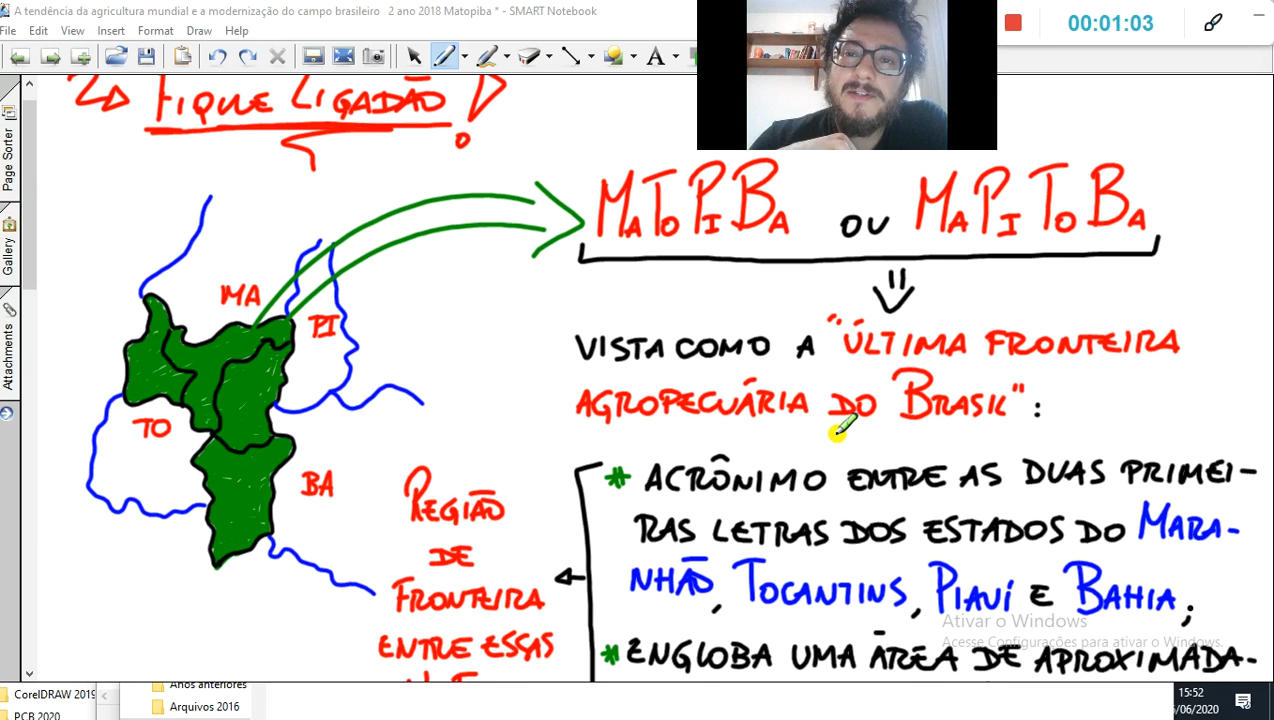 A tendência da agricultura mundial e a modernização do campo brasileiro 2 ano 2018 Matopiba * - SMART Notebook
00:01:03
File Edit View Insert Format Draw Help
Page Sorter
Gallery
Attachments
FIQUE LIGADÃO!
MATOPIBA OU MAPITOBA
VISTA COMO A "ÚLTIMA FRONTEIRA
AGROPECUÁRIA DO BRASIL":
MA
PI
TO
BA
* ACRÔNIMO ENTRE AS DUAS PRIMEI-
RAS LETRAS DOS ESTADOS DO MARA-
NHÃO, TOCANTINS, PIAUÍ E BAHIA;
* ENGLOBA UMA ÁREA DE APROXIMADA-
REGIÃO
DE
FRONTEIRA
ENTRE ESSAS
Ativar o Windows
Acesse Configurações para ativar o Windows.
CorelDRAW 2019
PCB 2020
Anos anteriores
Arquivos 2016
15:52
/06/2020